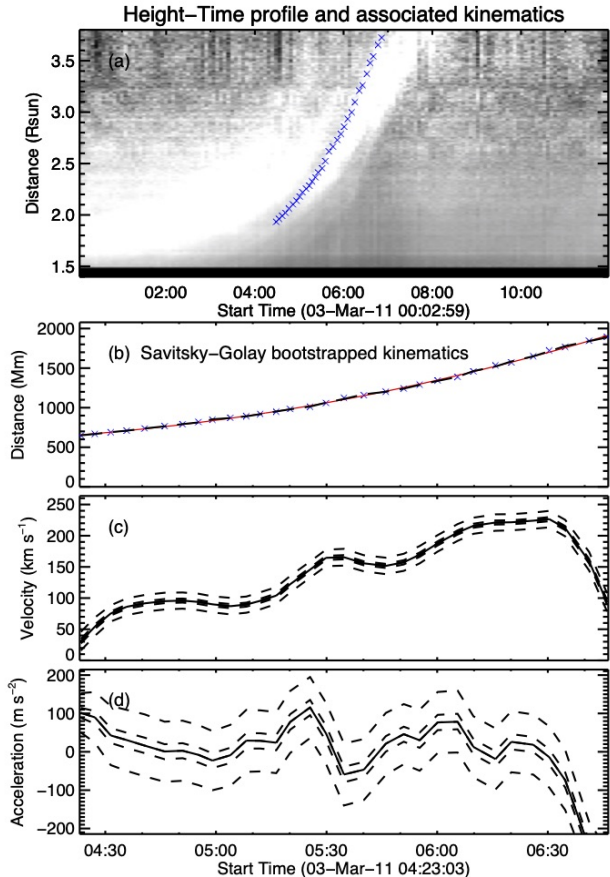 Height−Time profile and associated kinematics
(a)
Distance (Rsun)
3.5
3.0
2.5
2.0
1.5
02:00 04:00 06:00 08:00 10:00
Start Time (03−Mar−11 00:02:59)
(b) Savitsky−Golay bootstrapped kinematics
Distance (Mm)
2000
1500
1000
500
0
(c)
Velocity (km s⁻¹)
250
200
150
100
50
0
(d)
Acceleration (m s⁻²)
200
100
0
−100
−200
04:30 05:00 05:30 06:00 06:30
Start Time (03−Mar−11 04:23:03)